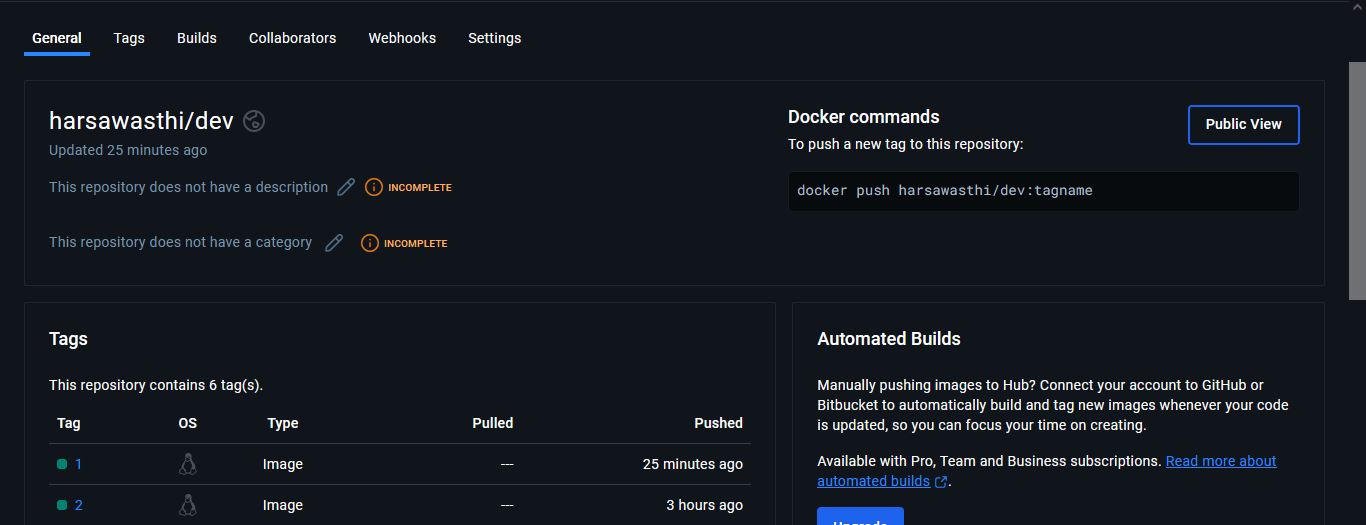 General Tags Builds Collaborators Webhooks Settings
harsawasthi/dev
Updated 25 minutes ago
This repository does not have a description INCOMPLETE
This repository does not have a category INCOMPLETE
Docker commands
To push a new tag to this repository:
Public View
docker push harsawasthi/dev:tagname
Tags
This repository contains 6 tag(s).
Tag OS Type Pulled Pushed
1 Image --- 25 minutes ago
2 Image --- 3 hours ago
Automated Builds
Manually pushing images to Hub? Connect your account to GitHub or
Bitbucket to automatically build and tag new images whenever your code
is updated, so you can focus your time on creating.
Available with Pro, Team and Business subscriptions. Read more about
automated builds.
Upgrade